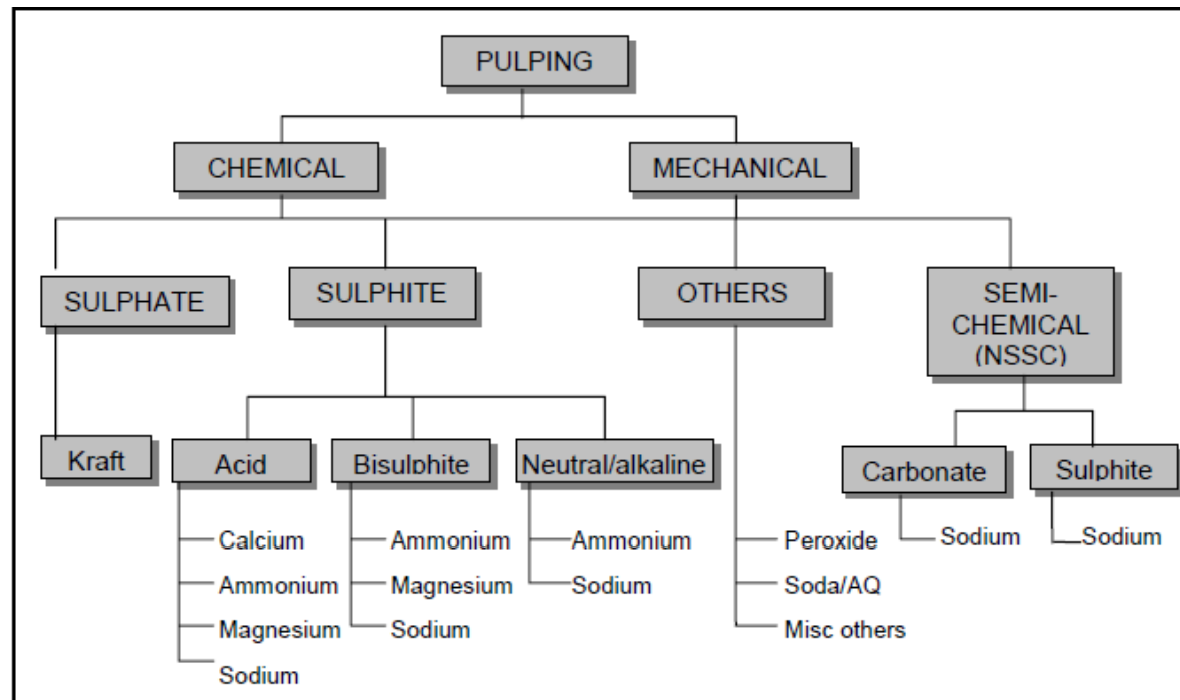 PULPING
CHEMICAL
MECHANICAL
SULPHATE
SULPHITE
OTHERS
SEMI-
CHEMICAL
(NSSC)
Kraft
Acid
Bisulphite
Neutral/alkaline
Carbonate
Sulphite
Calcium
Ammonium
Magnesium
Sodium
Ammonium
Magnesium
Sodium
Ammonium
Sodium
Peroxide
Soda/AQ
Misc others
Sodium
Sodium